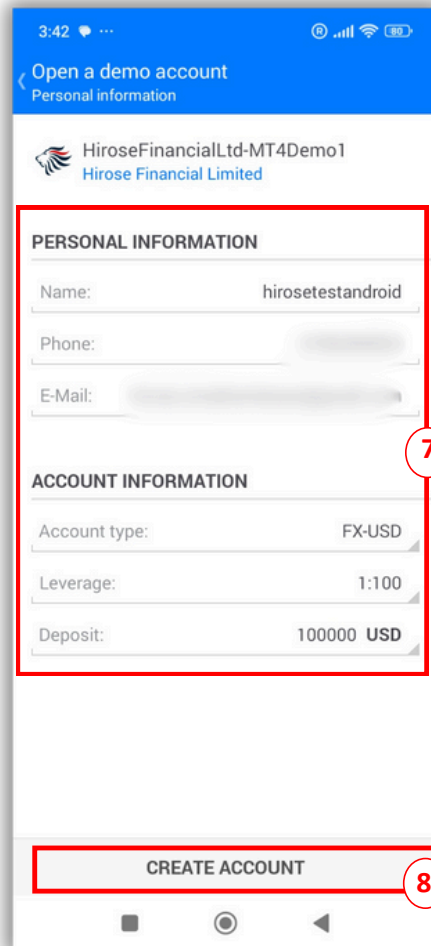 3:42 ... ® 80
Open a demo account
Personal information
HiroseFinancialLtd-MT4Demo1
Hirose Financial Limited
PERSONAL INFORMATION
Name: hirosetestandroid
Phone:
E-Mail:
7
ACCOUNT INFORMATION
Account type: FX-USD
Leverage: 1:100
Deposit: 100000 USD
CREATE ACCOUNT
8